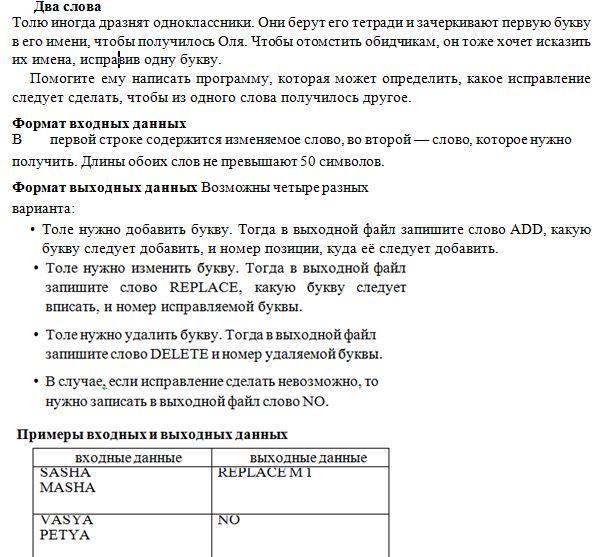 Два слова
Толю иногда дразнят одноклассники. Они берут его тетради и зачеркивают первую букву
в его имени, чтобы получилось Оля. Чтобы отомстить обидчикам, он тоже хочет исказить
их имена, исправив одну букву.
Помогите ему написать программу, которая может определить, какое исправление
следует сделать, чтобы из одного слова получилось другое.
Формат входных данных
В первой строке содержится изменяемое слово, во второй — слово, которое нужно
получить. Длины обоих слов не превышают 50 символов.
Формат выходных данных Возможны четыре разных
варианта:
• Толе нужно добавить букву. Тогда в выходной файл запишите слово ADD, какую
букву следует добавить, и номер позиции, куда её следует добавить.
• Толе нужно изменить букву. Тогда в выходной файл
запишите слово REPLACE, какую букву следует
вписать, и номер исправляемой буквы.
• Толе нужно удалить букву. Тогда в выходной файл
запишите слово DELETE и номер удаляемой буквы.
• В случае, если исправление сделать невозможно, то
нужно записать в выходной файл слово NO.
Примеры входных и выходных данных
входные данные выходные данные
SASHA REPLACE M 1
MASHA
VASYA NO
PETYA